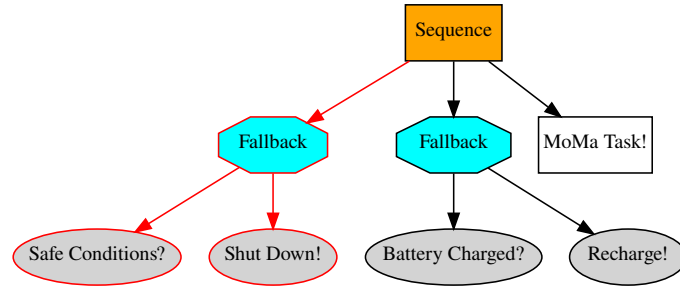 Sequence
Fallback
Fallback
MoMa Task!
Safe Conditions?
Shut Down!
Battery Charged?
Recharge!